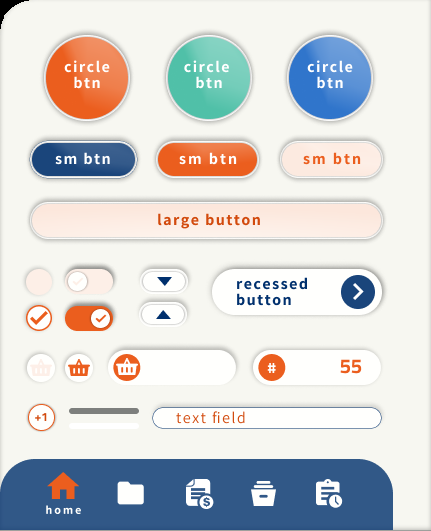 circle
btn
circle
btn
circle
btn
sm btn
sm btn
sm btn
large button
recessed
button
# 55
+1
text field
$
home